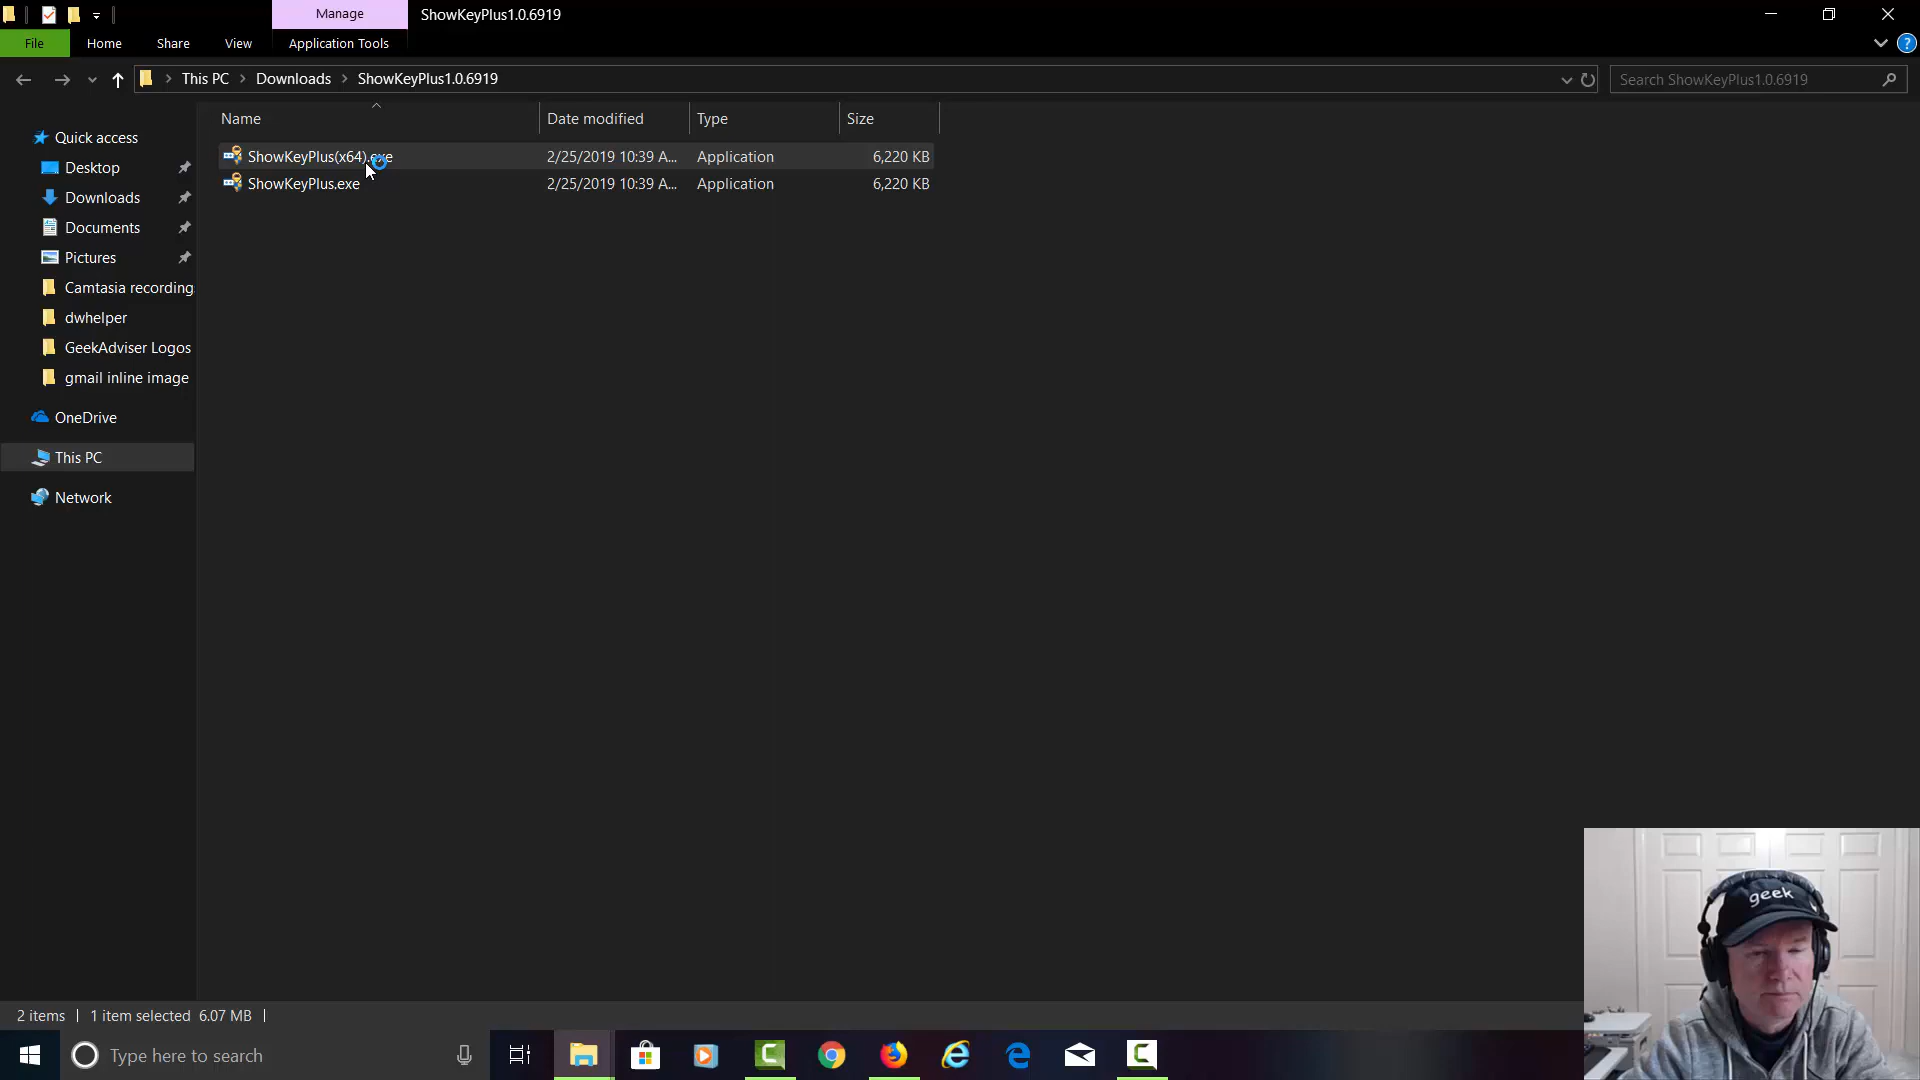 Manage
ShowKeyPlus1.0.6919
File
Home
Share
View
Application Tools
This PC
Downloads
ShowKeyPlus1.0.6919
Search ShowKeyPlus1.0.6919
Name
Date modified
Type
Size
ShowKeyPlus(x64).exe
2/25/2019 10:39 A...
Application
6,220 KB
ShowKeyPlus.exe
2/25/2019 10:39 A...
Application
6,220 KB
Quick access
Desktop
Downloads
Documents
Pictures
Camtasia recording
dwhelper
GeekAdviser Logos
gmail inline image
OneDrive
This PC
Network
geek
2 items
1 item selected 6.07 MB
Type here to search